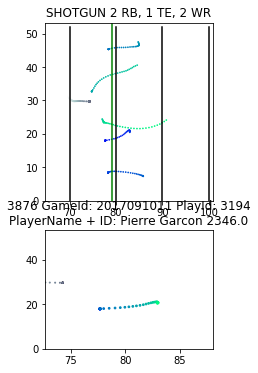 SHOTGUN 2 RB, 1 TE, 2 WR
50
40
30
20
10
0
70 80 90 100
3876 GameId: 2017091011 PlayId: 3194
PlayerName + ID: Pierre Garcon 2346.0
40
20
0
75 80 85